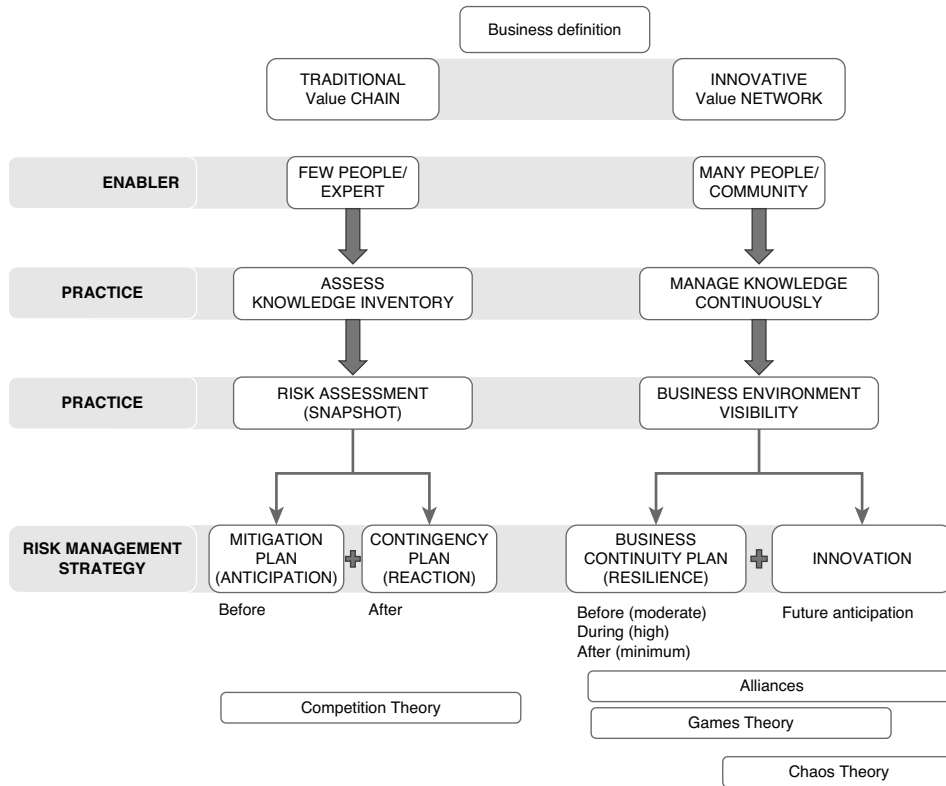 Business definition
TRADITIONAL
Value CHAIN
INNOVATIVE
Value NETWORK
ENABLER
FEW PEOPLE/
EXPERT
MANY PEOPLE/
COMMUNITY
PRACTICE
ASSESS
KNOWLEDGE INVENTORY
MANAGE KNOWLEDGE
CONTINUOUSLY
PRACTICE
RISK ASSESSMENT
(SNAPSHOT)
BUSINESS ENVIRONMENT
VISIBILITY
RISK MANAGEMENT
STRATEGY
MITIGATION
PLAN
(ANTICIPATION)
CONTINGENCY
PLAN
(REACTION)
BUSINESS
CONTINUITY PLAN
(RESILIENCE)
INNOVATION
Before
After
Before (moderate)
During (high)
After (minimum)
Future anticipation
Alliances
Competition Theory
Games Theory
Chaos Theory